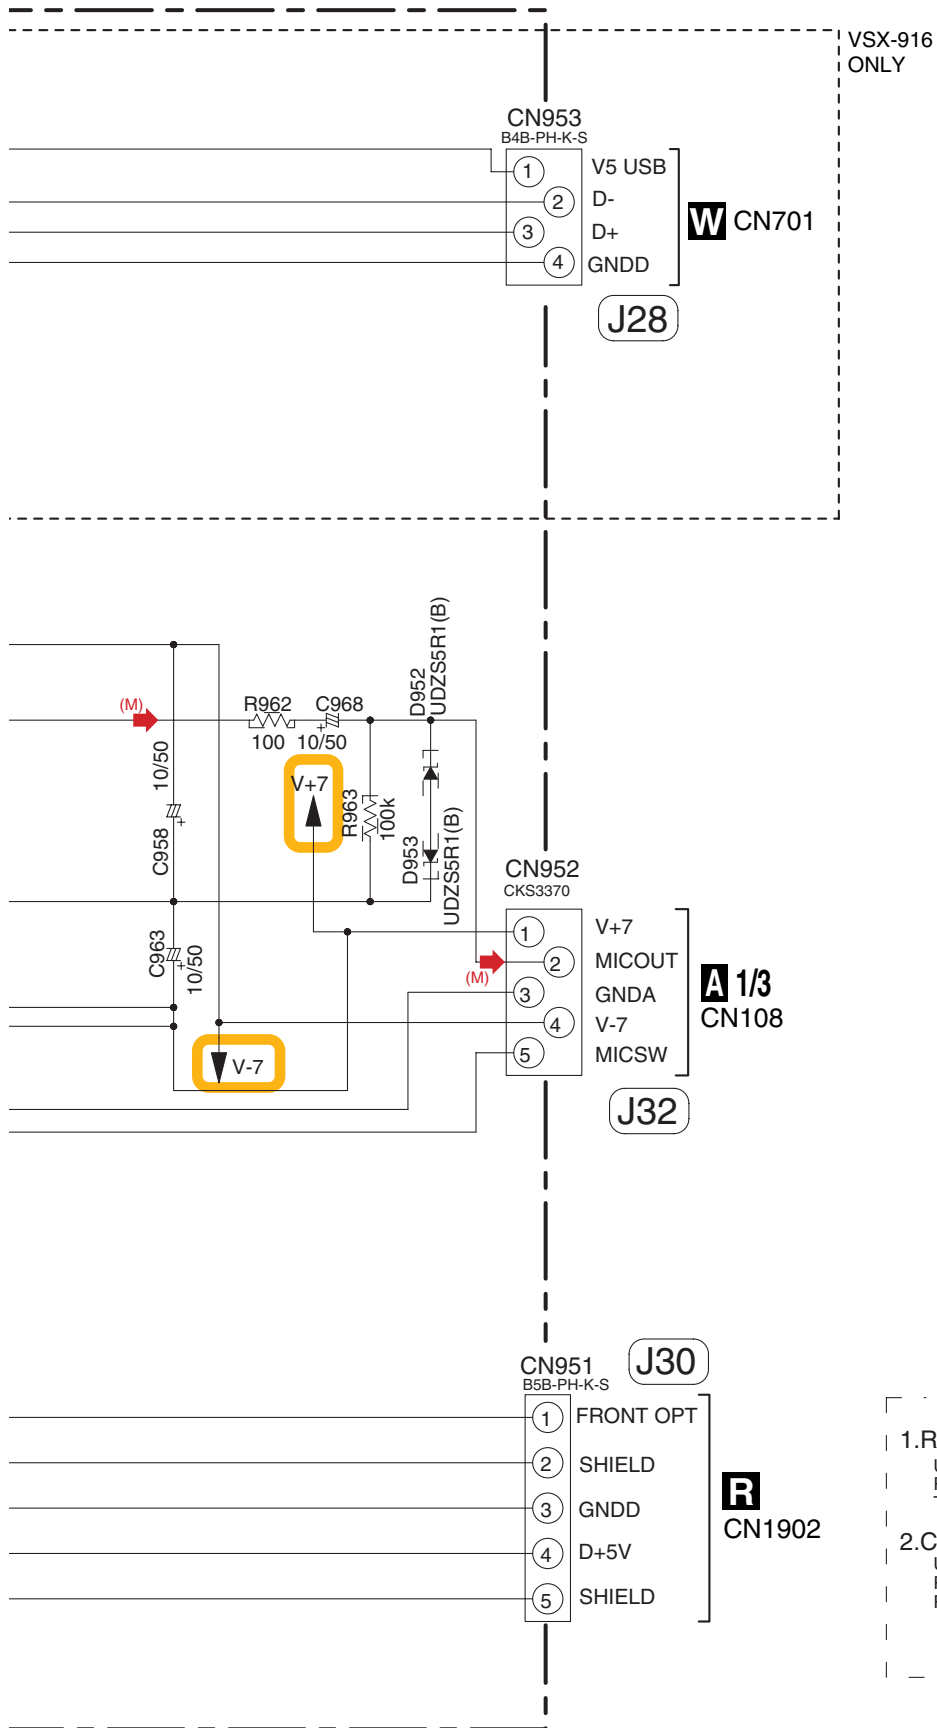 VSX-916
ONLY
CN953
B4B-PH-K-S
1 V5 USB
2 D-
3 D+
4 GNDD
W CN701
J28
(M)
R962
100
C968
+ 10/50
D952
UDZS5R1(B)
10/50
C958
+
V+7
R963
100k
D953
UDZS5R1(B)
C963
+ 10/50
(M)
V-7
CN952
CKS3370
1 V+7
2 MICOUT
3 GNDA
4 V-7
5 MICSW
A 1/3
CN108
J32
J30
CN951
B5B-PH-K-S
1 FRONT OPT
2 SHIELD
3 GNDD
4 D+5V
5 SHIELD
R
CN1902
1.R
2.C